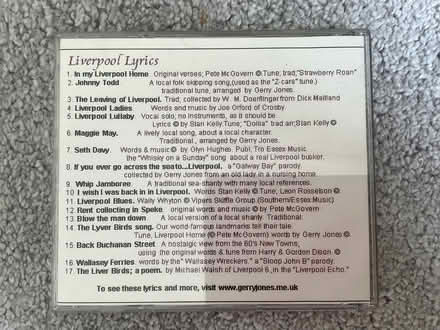 Liverpool Lyrics
1. In my Liverpool Home. Original verses; Pete McGovern ©.Tune; trad,"Strawberry Roan"
2. Johnny Todd A local folk skipping song,(used as the "Z-cars" tune.)
traditional tune, arranged by Gerry Jones.
3. The Leaving of Liverpool. Trad, collected by W. M. Doerflinger from Dick Maitland
4. Liverpool Ladies. Words and music by Joe Orford of Crosby.
5. Liverpool Lullaby. Vocal solo, no instruments, as it should be.
Lyrics © by Stan Kelly.Tune; "Dollia" trad arr;Stan Kelly ©
6. Maggie May. A lively local song, about a local character.
Traditional., arranged by Gerry Jones.
7. Seth Davy. Words & music © by Glyn Hughes. Publ; Tro Essex Music
the "Whisky on a Sunday" song about a real Liverpool busker.
8. If you ever go across the sea to...Liverpool. a "Galway Bay" parody.
collected by Gerry Jones from an old lady in a nursing home.
9. Whip Jamboree. A traditional sea-shanty with many local references.
10. I wish I was back in in Liverpool. Words Stan Kelly © Tune; Leon Rosselson ©
11. Liverpool Blues. Wally Whyton © Vipers Skiffle Group (Southern/Essex Music)
12. Rent collecting in Speke. original words and music © by Pete McGovern
13. Blow the man down. A local version of a local shanty. Traditional.
14. The Lyver Birds song. Our world-famous landmarks tell their tale.
Tune; Liverpool Home (© Pete McGovern) words by Gerry Jones ©.
15. Back Buchanan Street. A nostalgic view from the 60's New Towns,
using the original words & tune from Harry & Gordon Dison. ©
16. Wallasey Ferries. words by the "Wallasey Wreckers." a "Sloop John B" parody.
17. The Liver Birds; a poem. by Michael Walsh of Liverpool 6, in the "Liverpool Echo."
To see these lyrics and more, visit www.gerryjones.me.uk